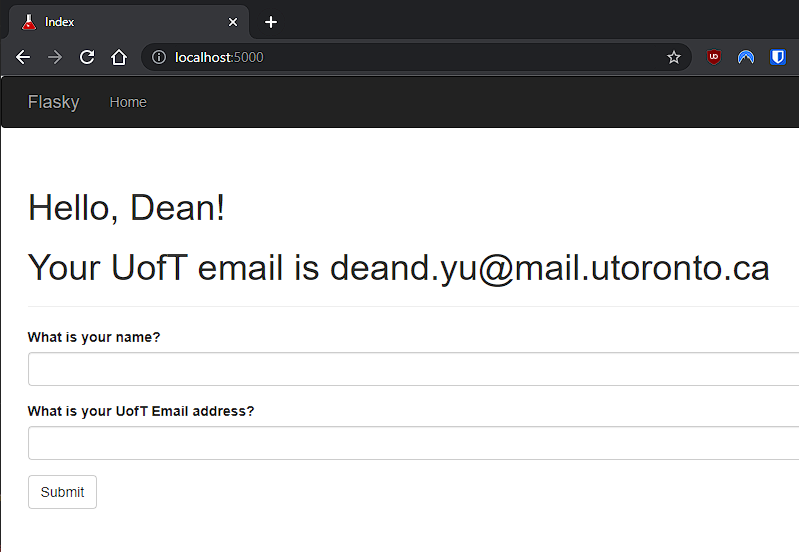 Index
localhost:5000
UD
Flasky Home
Hello, Dean!
Your UofT email is deand.yu@mail.utoronto.ca
What is your name?
What is your UofT Email address?
Submit